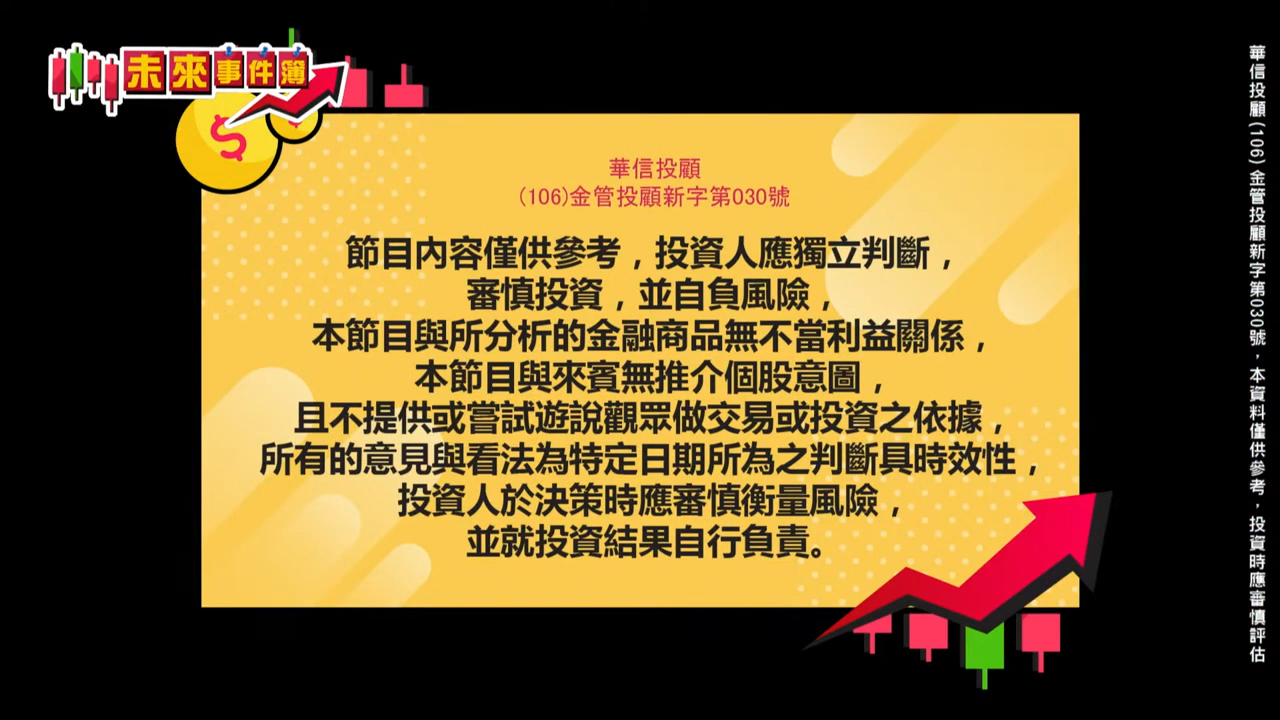 未來事件簿
華信投顧
(106)金管投顧新字第030號
節目內容僅供參考，投資人應獨立判斷，
審慎投資，並自負風險，
本節目與所分析的金融商品無不當利益關係，
本節目與來賓無推介個股意圖，
且不提供或嘗試遊說觀眾做交易或投資之依據，
所有的意見與看法為特定日期所為之判斷具時效性，
投資人於決策時應審慎衡量風險，
並就投資結果自行負責。
華信投顧(106)金管投顧新字第030號，本資料僅供參考，投資時應審慎評估